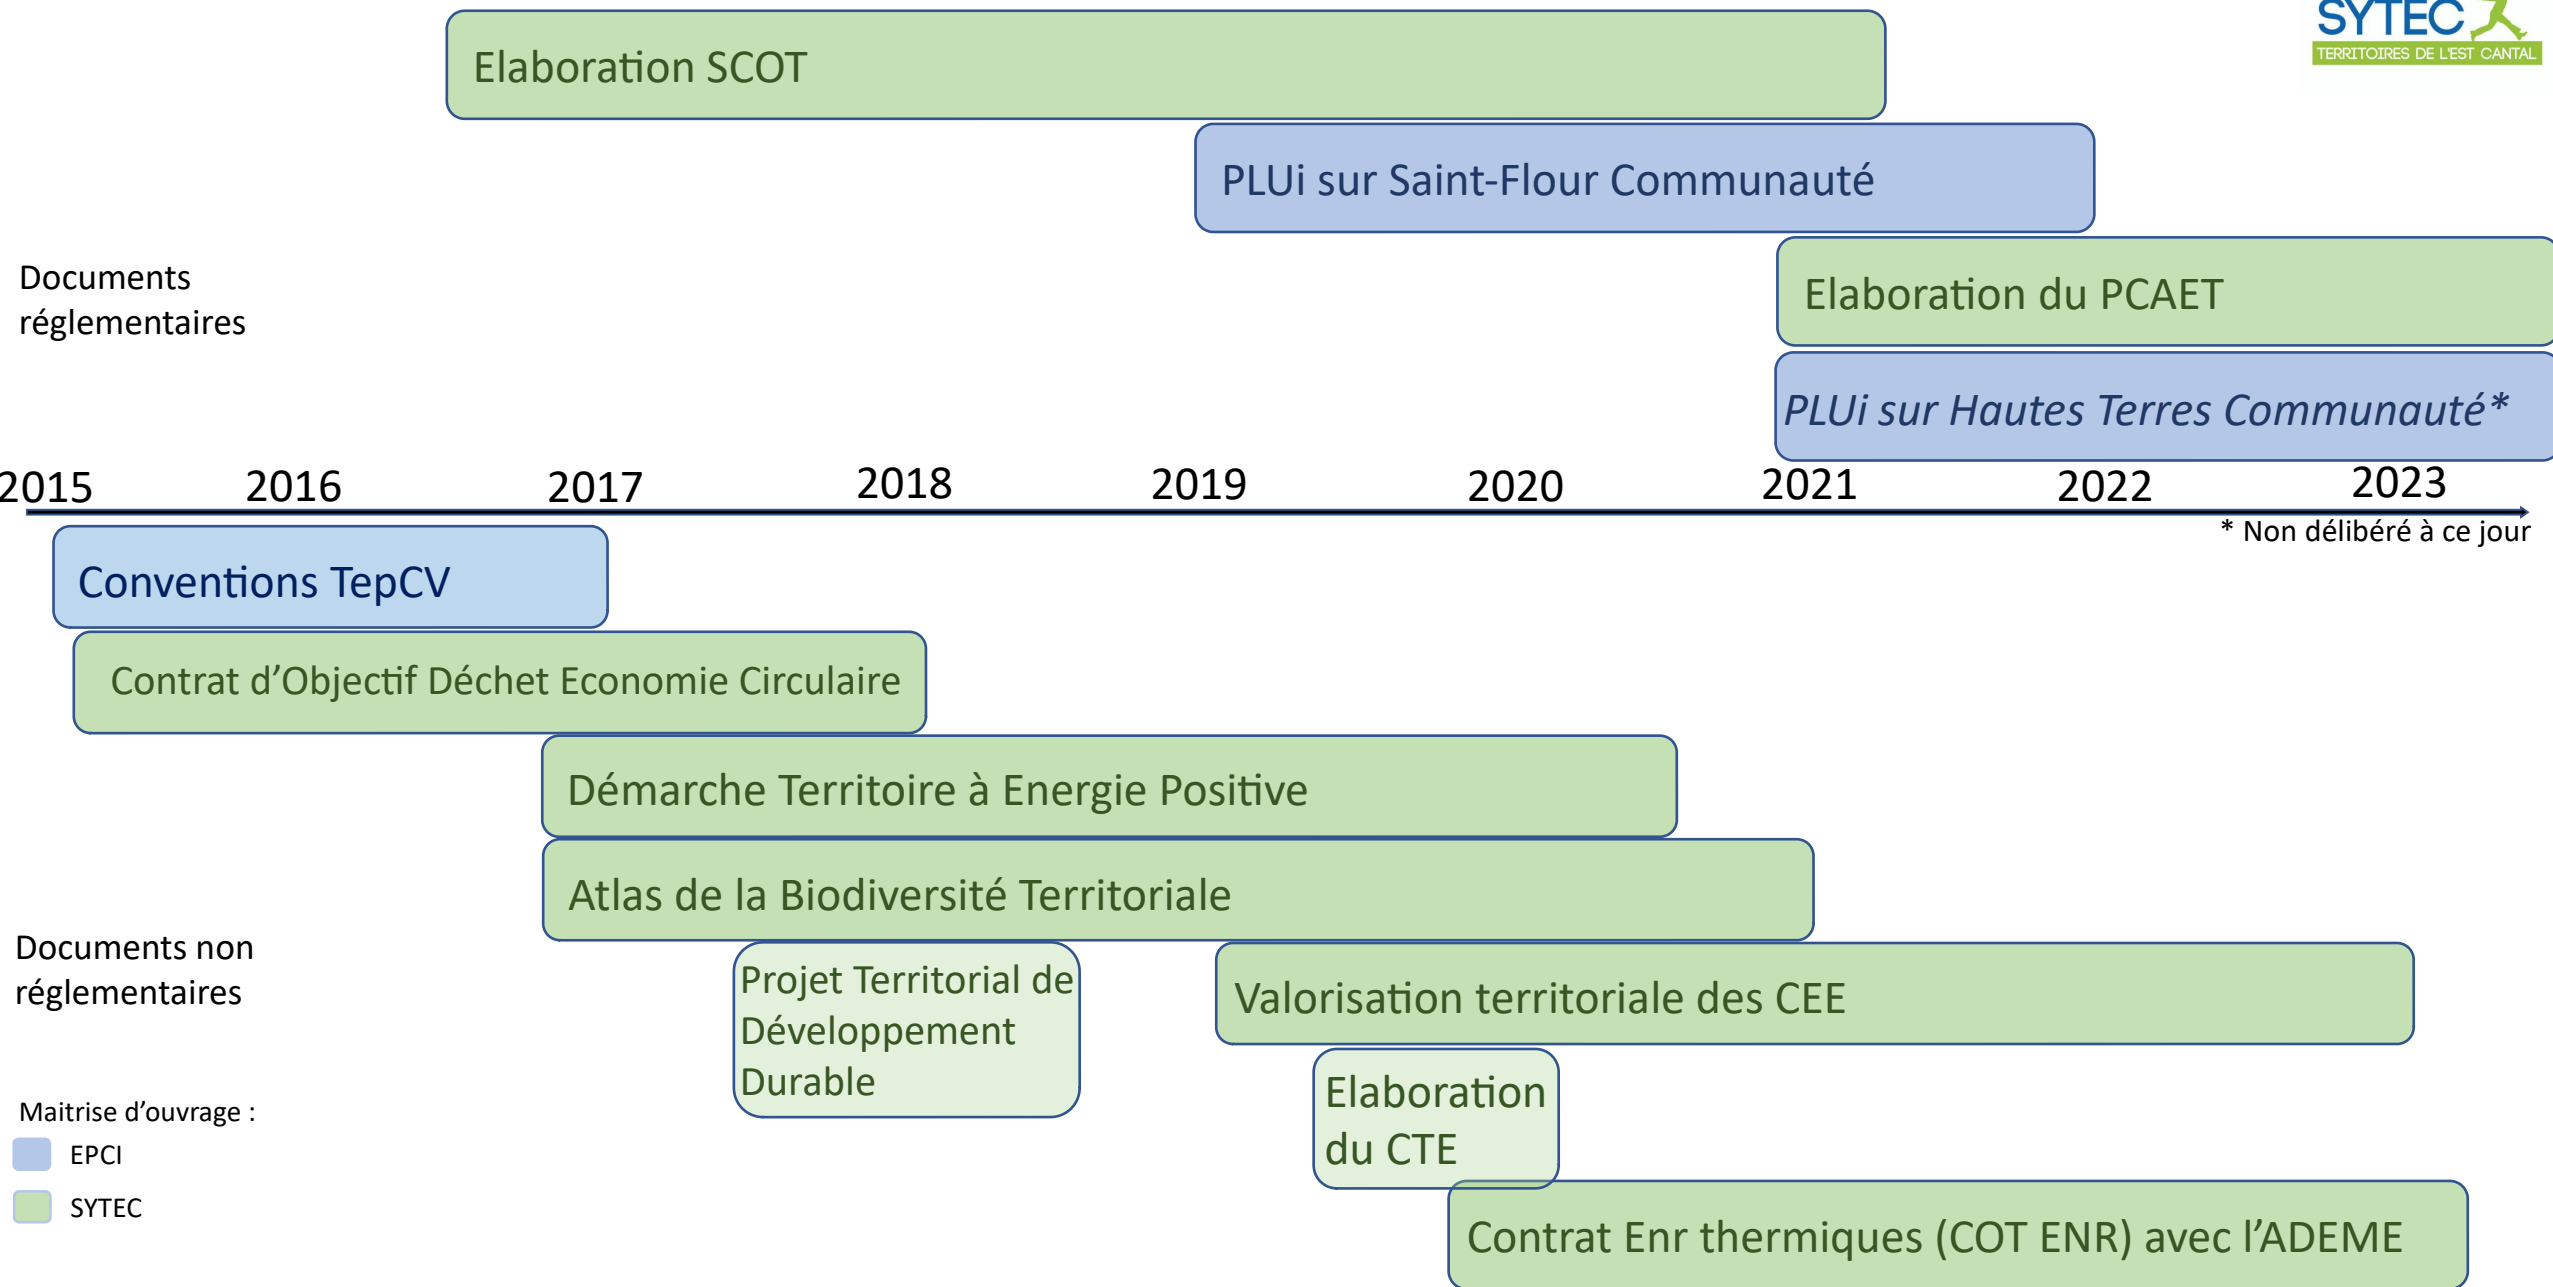 SYTEC
TERRITOIRES DE L'EST CANTAL
Elaboration SCOT
PLUi sur Saint-Flour Communauté
Documents
réglementaires
Elaboration du PCAET
PLUi sur Hautes Terres Communauté*
2015 2016 2017 2018 2019 2020 2021 2022 2023
* Non délibéré à ce jour
Conventions TepCV
Contrat d’Objectif Déchet Economie Circulaire
Démarche Territoire à Energie Positive
Atlas de la Biodiversité Territoriale
Documents non
réglementaires
Projet Territorial de
Développement
Durable
Valorisation territoriale des CEE
Elaboration
du CTE
Maitrise d’ouvrage :
EPCI
SYTEC
Contrat Enr thermiques (COT ENR) avec l’ADEME